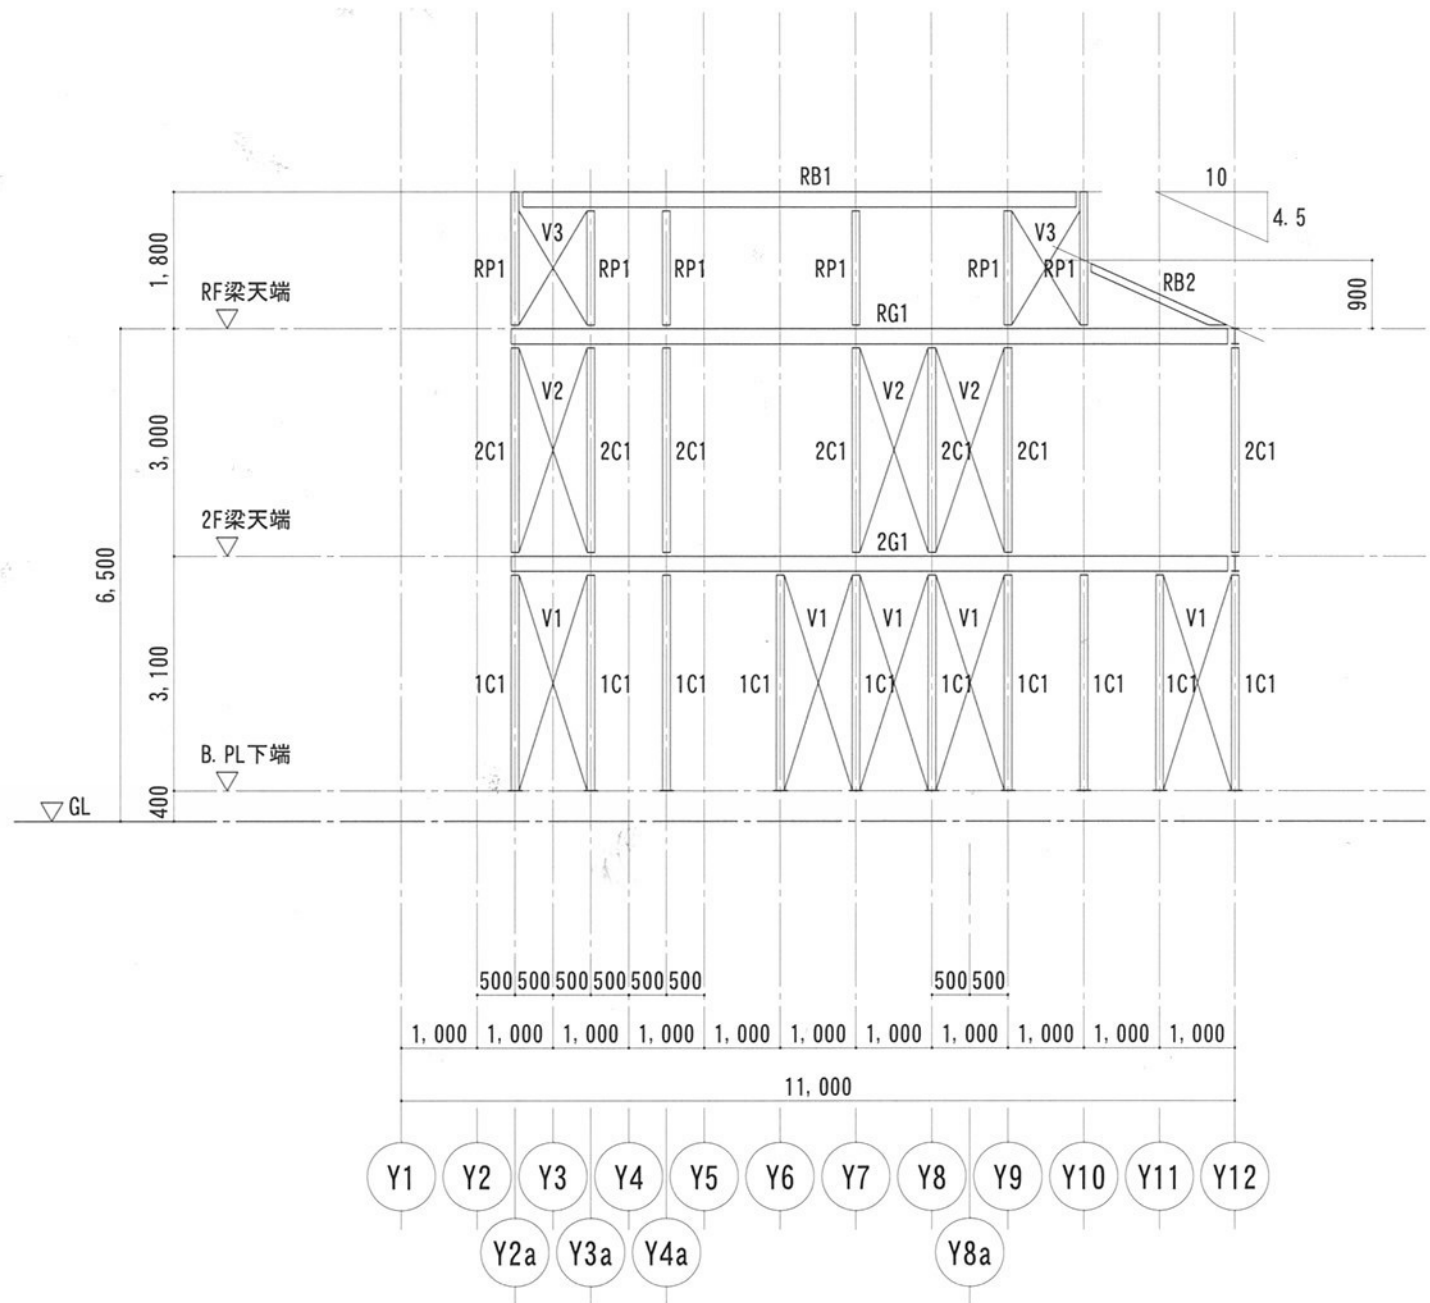 RB1
10
4.5
V3
V3
1,800
RP1
RP1
RP1
RP1
RP1
RP1
RB2
900
RF梁天端
RG1
V2
V2
V2
3,000
2C1
2C1
2C1
2C1
2C1
2C1
2C1
2F梁天端
2G1
6,500
V1
V1
V1
V1
V1
3,100
1C1
1C1
1C1
1C1
1C1
1C1
1C1
1C1
1C1
1C1
B.PL下端
400
GL
500 500 500 500 500 500
500 500
1,000 1,000 1,000 1,000 1,000 1,000 1,000 1,000 1,000 1,000 1,000
11,000
Y1 Y2 Y3 Y4 Y5 Y6 Y7 Y8 Y9 Y10 Y11 Y12
Y2a Y3a Y4a Y8a